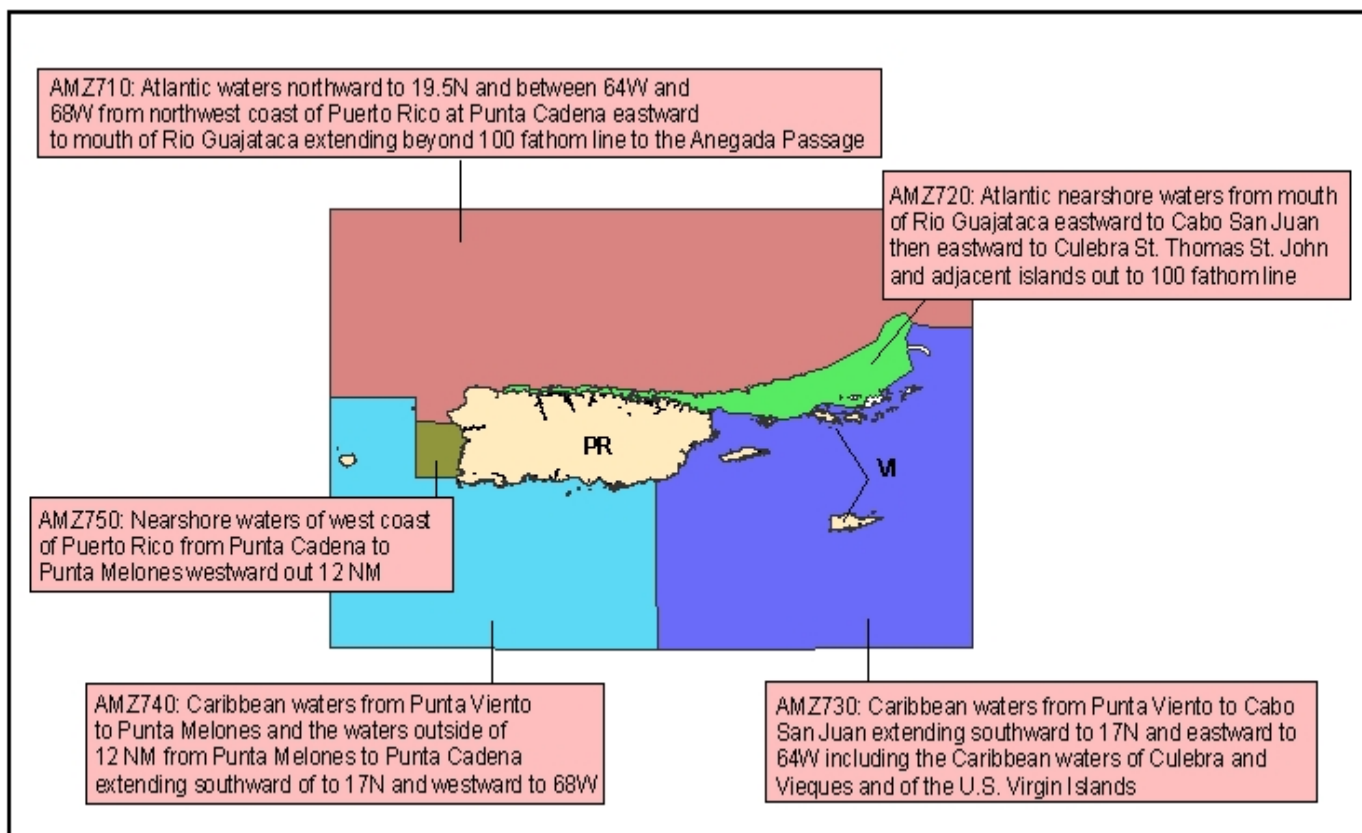 AMZ710: Atlantic waters northward to 19.5N and between 64W and
68W from northwest coast of Puerto Rico at Punta Cadena eastward
to mouth of Rio Guajataca extending beyond 100 fathom line to the Anegada Passage
AMZ720: Atlantic nearshore waters from mouth
of Rio Guajataca eastward to Cabo San Juan
then eastward to Culebra St. Thomas St. John
and adjacent islands out to 100 fathom line
PR
VI
AMZ750: Nearshore waters of west coast
of Puerto Rico from Punta Cadena to
Punta Melones westward out 12 NM
AMZ740: Caribbean waters from Punta Viento
to Punta Melones and the waters outside of
12 NM from Punta Melones to Punta Cadena
extending southward of to 17N and westward to 68W
AMZ730: Caribbean waters from Punta Viento to Cabo
San Juan extending southward to 17N and eastward to
64W including the Caribbean waters of Culebra and
Vieques and of the U.S. Virgin Islands